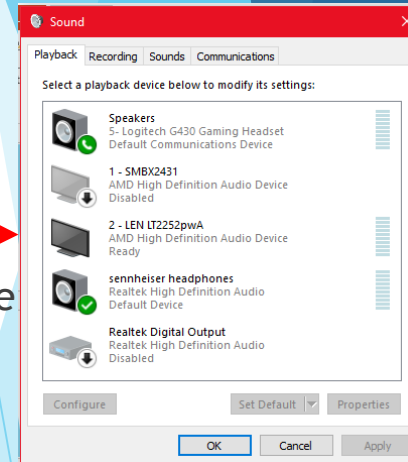 Sound
Playback Recording Sounds Communications
Select a playback device below to modify its settings:
Speakers
5- Logitech G430 Gaming Headset
Default Communications Device
1 - SMBX2431
AMD High Definition Audio Device
Disabled
2 - LEN LT2252pwA
AMD High Definition Audio Device
Ready
sennheiser headphones
Realtek High Definition Audio
Default Device
Realtek Digital Output
Realtek High Definition Audio
Disabled
Configure Set Default Properties
OK Cancel Apply